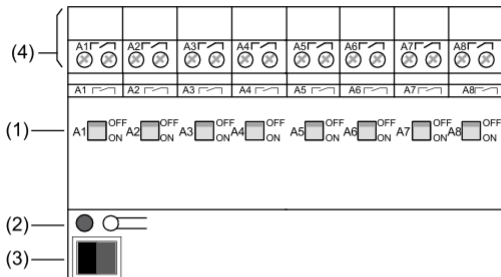 (4)
A1 A2 A3 A4 A5 A6 A7 A8
A1 A2 A3 A4 A5 A6 A7 A8
OFF OFF OFF OFF OFF OFF OFF OFF
(1) A1 A2 A3 A4 A5 A6 A7 A8
ON ON ON ON ON ON ON ON
(2)
(3)